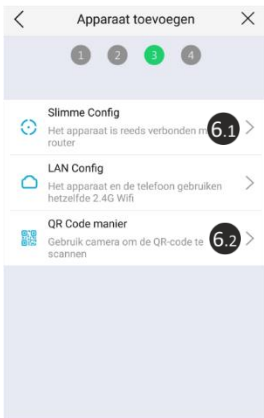 Apparaat toevoegen
1 2 3 4
Slimme Config
Het apparaat is reeds verbonden m
router
6.1
LAN Config
Het apparaat en de telefoon gebruiken
hetzelfde 2.4G Wifi
QR Code manier
Gebruik camera om de QR-code te
scannen
6.2